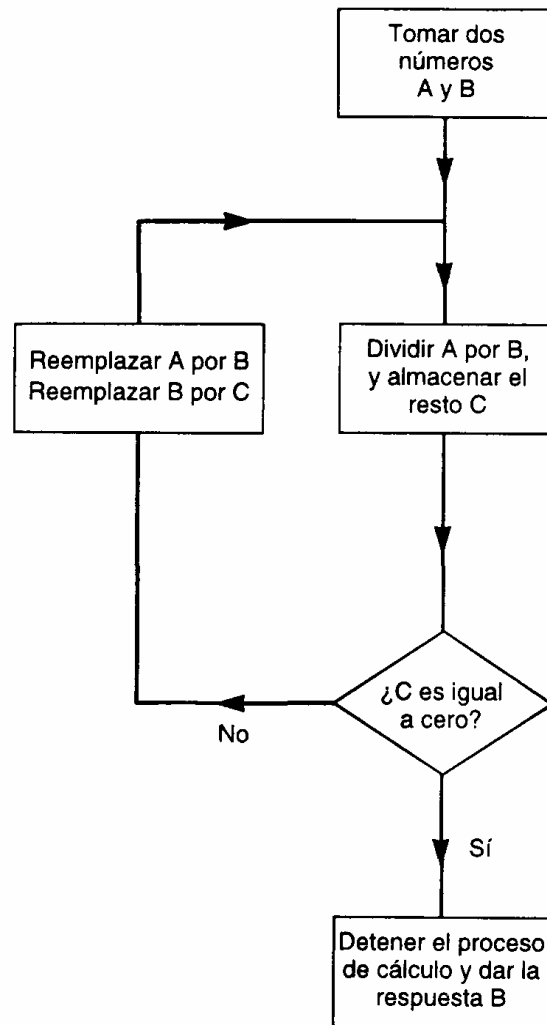 Tomar dos
números
A y B
Reemplazar A por B
Reemplazar B por C
Dividir A por B,
y almacenar el
resto C
¿C es igual
a cero?
No
Sí
Detener el proceso
de cálculo y dar la
respuesta B